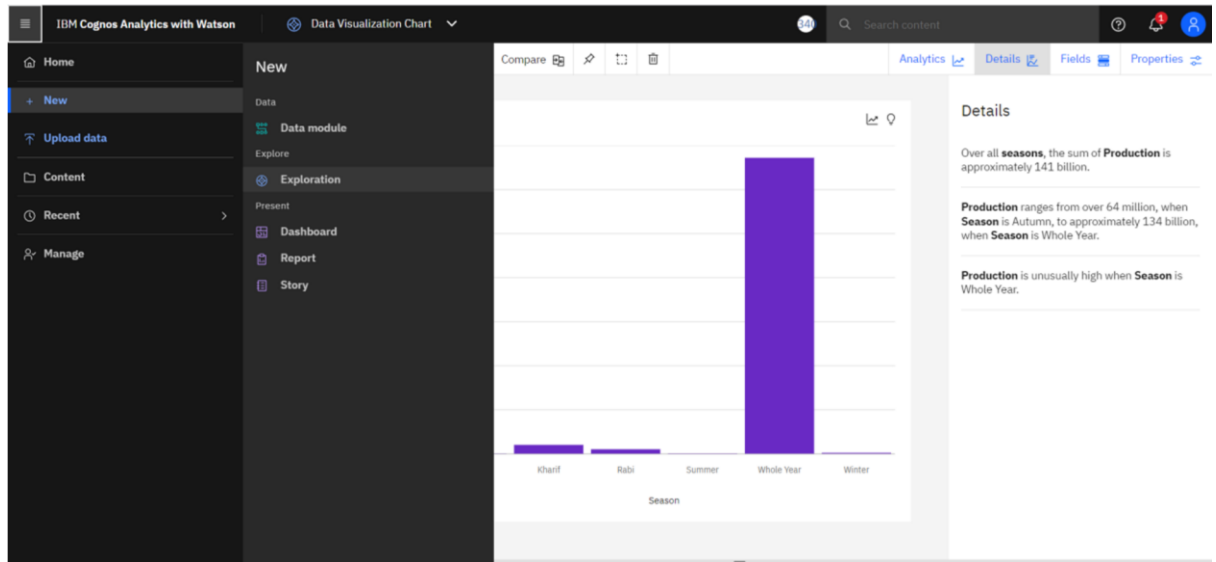 IBM Cognos Analytics with Watson
Data Visualization Chart
Search content
1
Home
New
Upload data
Content
Recent
Manage
New
Data
Data module
Explore
Exploration
Present
Dashboard
Report
Story
Compare
Analytics
Details
Fields
Properties
Kharif
Rabi
Summer
Whole Year
Winter
Season
Details
Over all seasons, the sum of Production is
approximately 141 billion.
Production ranges from over 64 million, when
Season is Autumn, to approximately 134 billion,
when Season is Whole Year.
Production is unusually high when Season is
Whole Year.